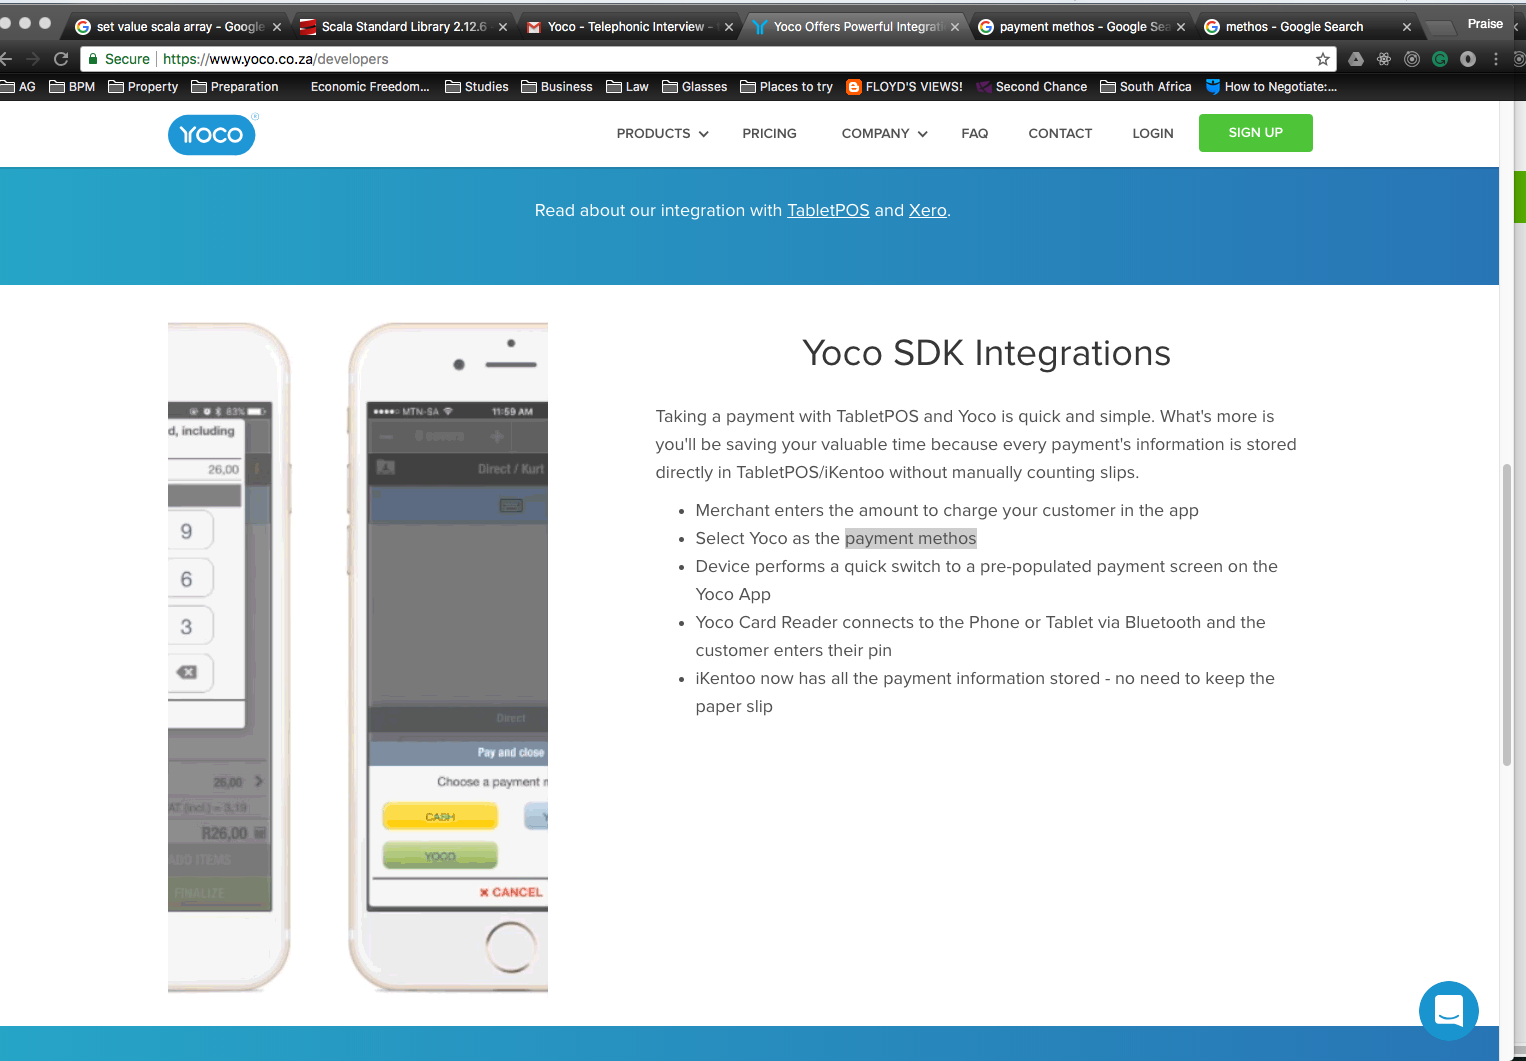 set value scala array - Google
Scala Standard Library 2.12.6
Yoco - Telephonic Interview -
Yoco Offers Powerful Integrati
payment methos - Google Sea
methos - Google Search
Praise
Secure
https://www.yoco.co.za/developers
AG
BPM
Property
Preparation
Economic Freedom...
Studies
Business
Law
Glasses
Places to try
FLOYD'S VIEWS!
Second Chance
South Africa
How to Negotiate:...
YOCO
PRODUCTS
PRICING
COMPANY
FAQ
CONTACT
LOGIN
SIGN UP
Read about our integration with TabletPOS and Xero.
83%
d, including
26,00
9
6
3
26,00
VAT (incl.) = 3,19
R26,00
ADD ITEMS
FINALIZE
MTN-SA
11:59 AM
Direct / Kurt
Direct
Pay and close
Choose a payment
CASH
YOCO
CANCEL
Yoco SDK Integrations
Taking a payment with TabletPOS and Yoco is quick and simple. What's more is
you'll be saving your valuable time because every payment's information is stored
directly in TabletPOS/iKentoo without manually counting slips.
• Merchant enters the amount to charge your customer in the app
• Select Yoco as the payment methos
• Device performs a quick switch to a pre-populated payment screen on the
Yoco App
• Yoco Card Reader connects to the Phone or Tablet via Bluetooth and the
customer enters their pin
• iKentoo now has all the payment information stored - no need to keep the
paper slip